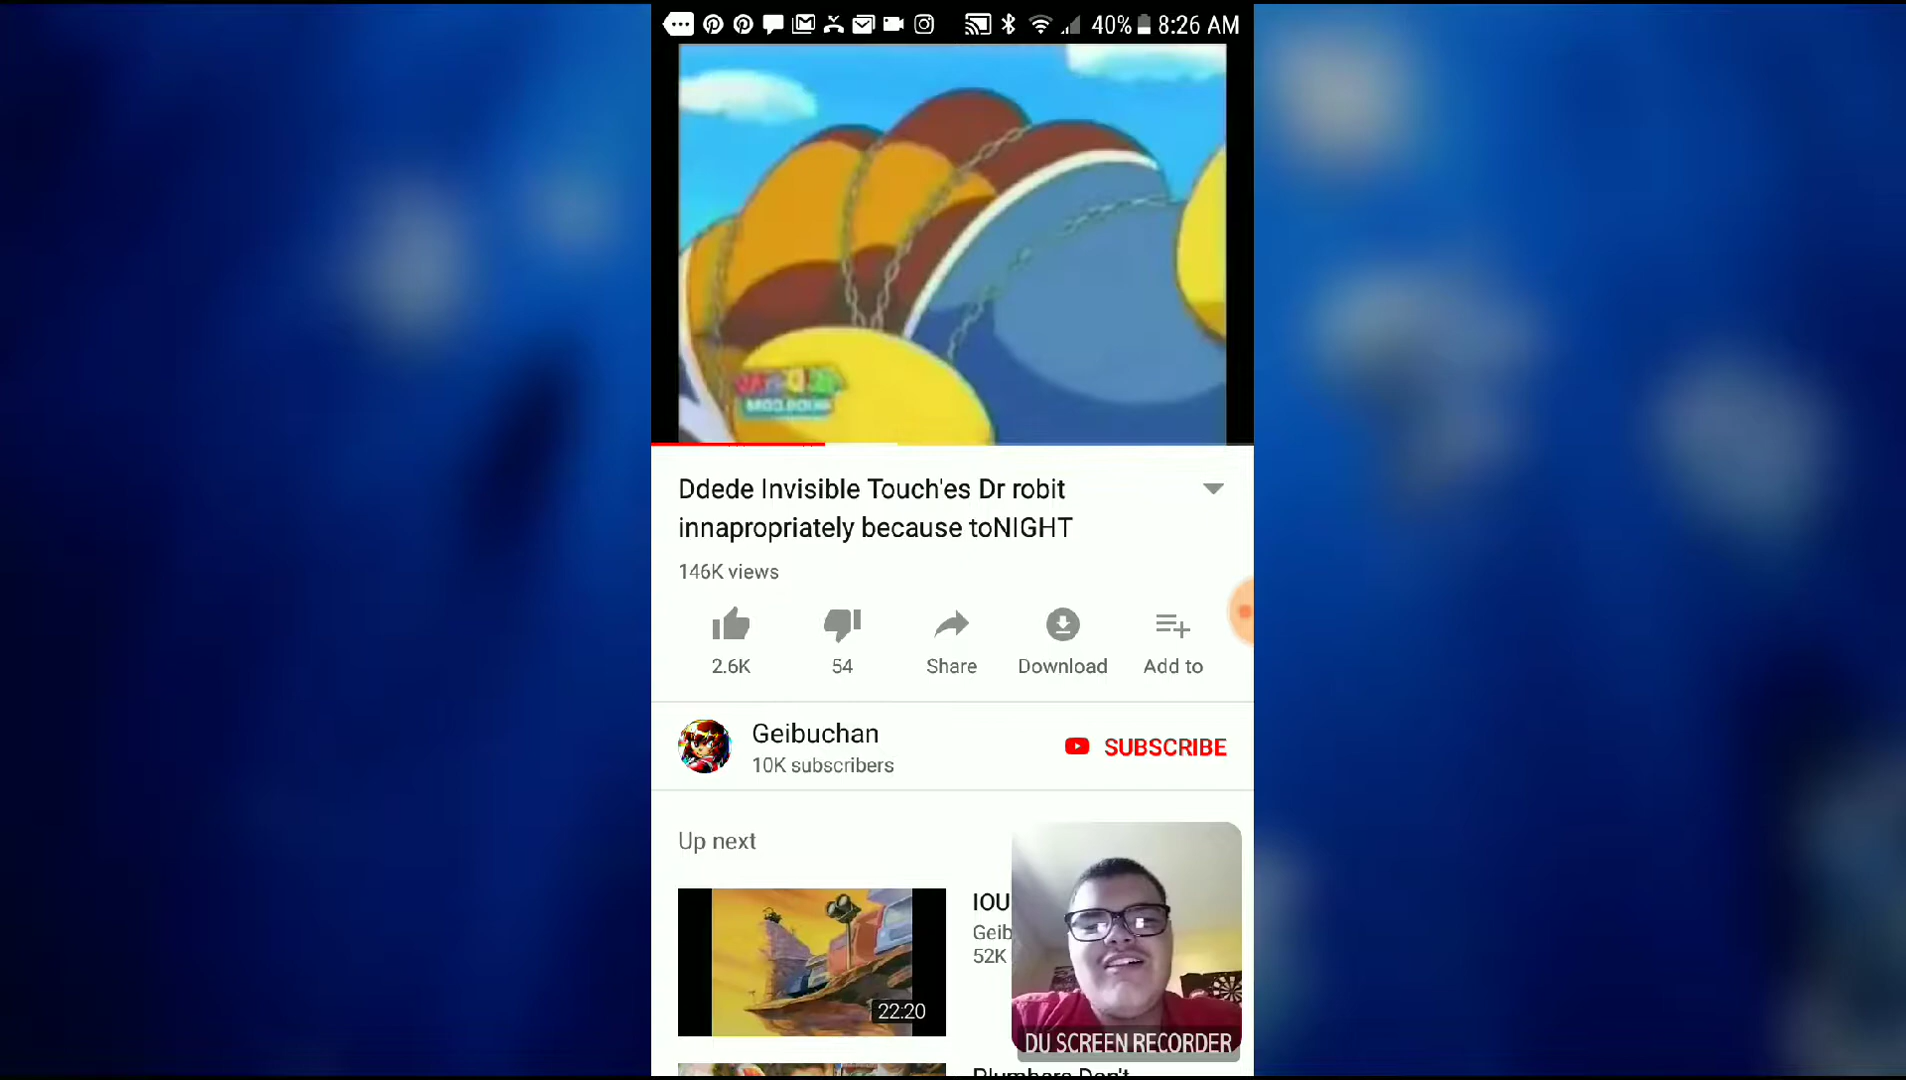 40% 8:26 AM
Ddede Invisible Touch'es Dr robit
innapropriately because toNIGHT
146K views
2.6K
54
Share
Download
Add to
Geibuchan
10K subscribers
SUBSCRIBE
Up next
IOU
Geib
52K
22:20
DU SCREEN RECORDER